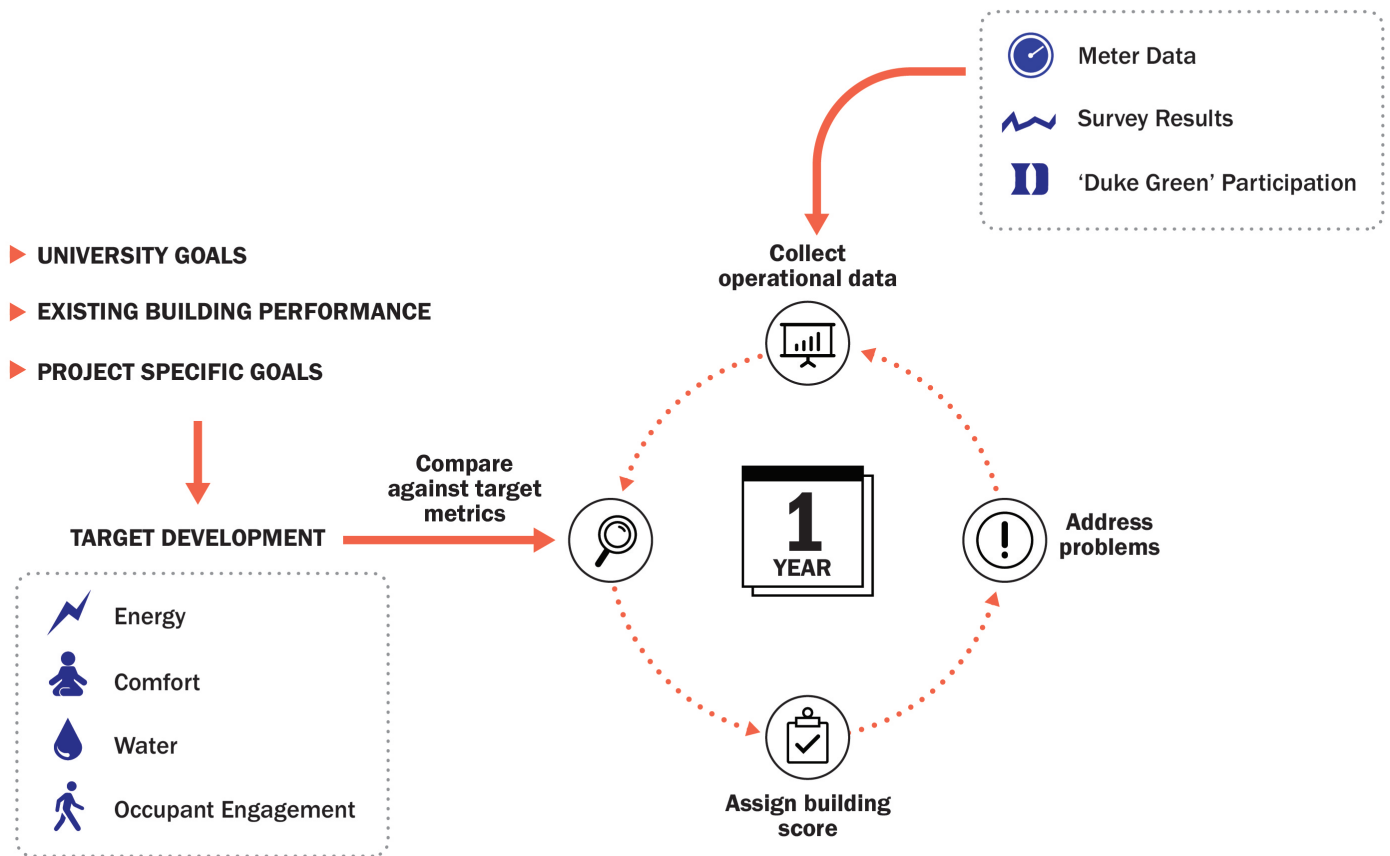 Meter Data
Survey Results
‘Duke Green’ Participation
Collect
operational data
UNIVERSITY GOALS
EXISTING BUILDING PERFORMANCE
PROJECT SPECIFIC GOALS
Compare
against target
metrics
TARGET DEVELOPMENT
1
YEAR
Address
problems
Energy
Comfort
Water
Occupant Engagement
Assign building
score